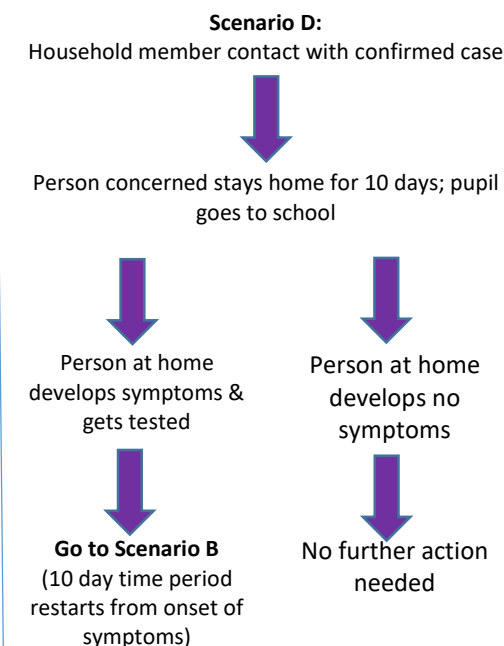 Scenario D:
Household member contact with confirmed case
Person concerned stays home for 10 days; pupil
goes to school
Person at home
develops symptoms &
gets tested
Go to Scenario B
(10 day time period
restarts from onset of
symptoms)
Person at home
develops no
symptoms
No further action
needed